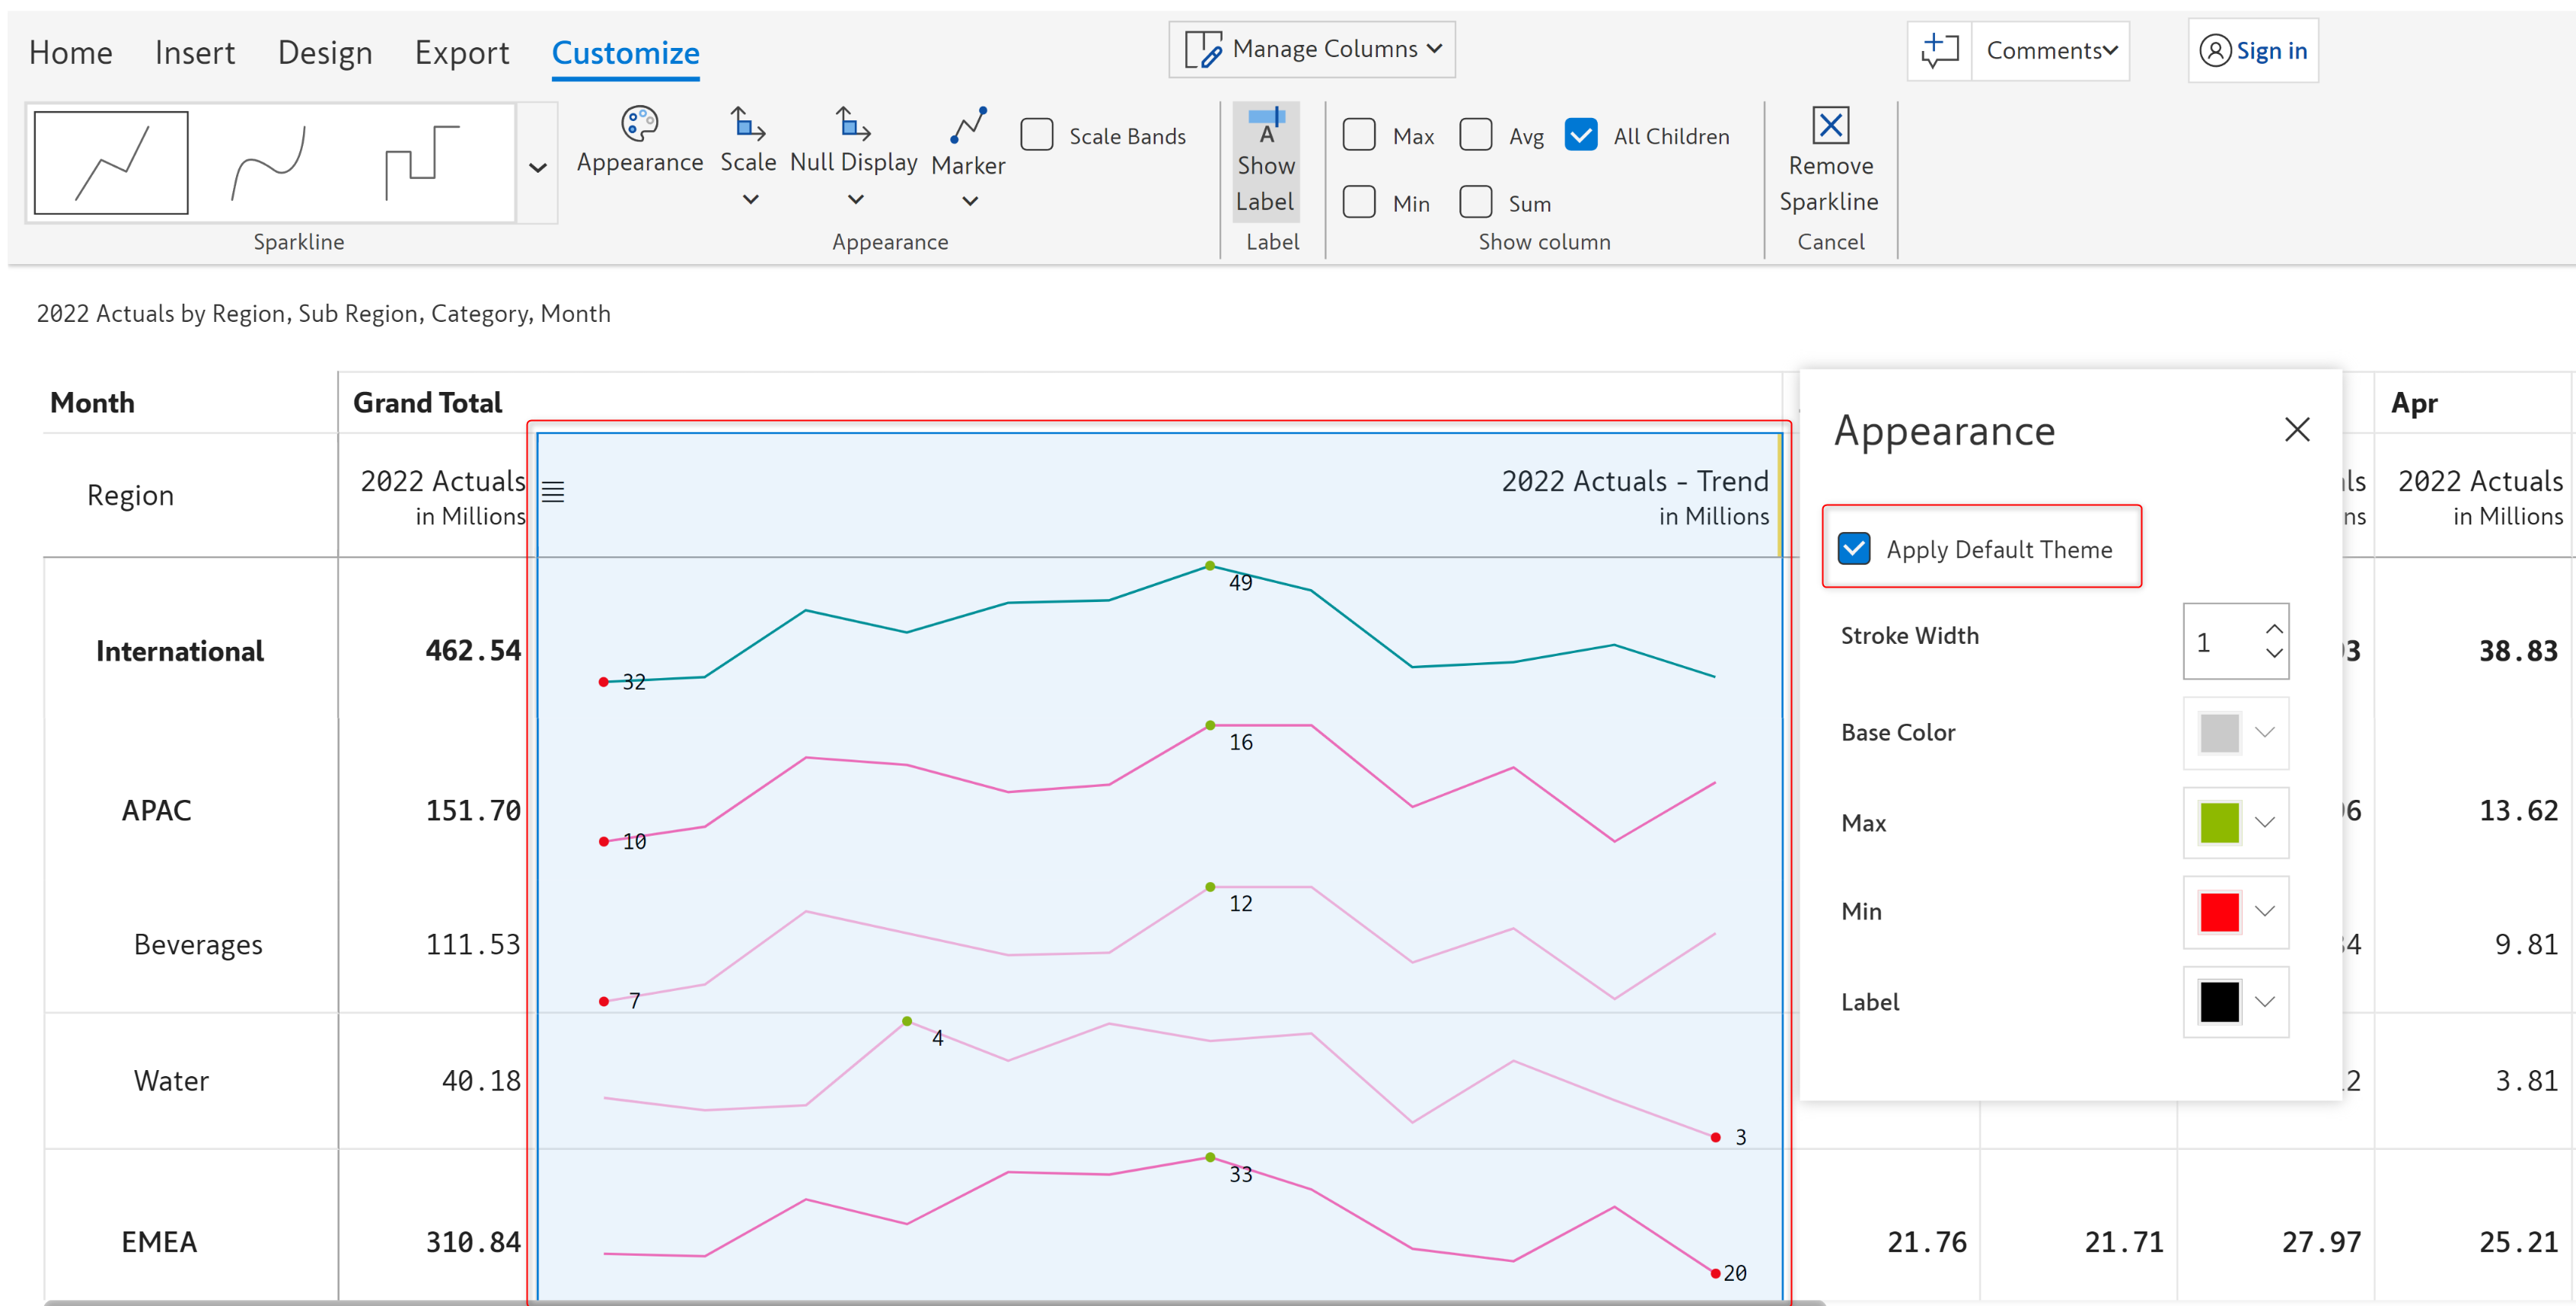 Home Insert Design Export Customize Manage Columns Comments Sign in
Appearance Scale Null Display Marker Scale Bands A Show Label Max Avg All Children Remove Sparkline
Min Sum
Sparkline Appearance Label Show column Cancel
2022 Actuals by Region, Sub Region, Category, Month
Month Grand Total Apr
Appearance
Region 2022 Actuals 2022 Actuals - Trend ls 2022 Actuals
in Millions in Millions ns in Millions
Apply Default Theme
49
Stroke Width 1
International 462.54 3 38.83
32
Base Color
16
APAC 151.70 6 13.62
Max
10
12
Min
Beverages 111.53 4 9.81
7
Label
4
Water 40.18 2 3.81
3
33
EMEA 310.84 21.76 21.71 27.97 25.21
20